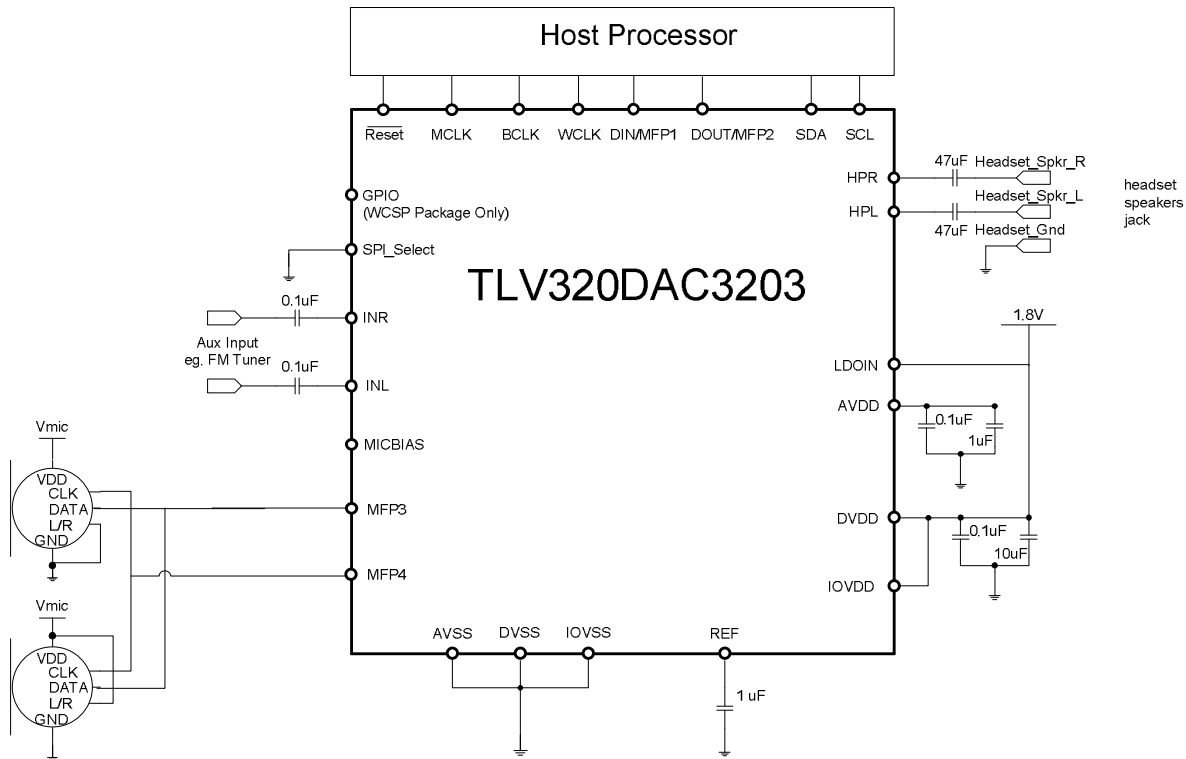 Host Processor
Reset MCLK BCLK WCLK DIN/MFP1 DOUT/MFP2 SDA SCL
HPR
47uF
Headset_Spkr_R
HPL
47uF
Headset_Spkr_L
Headset_Gnd
headset
speakers
jack
GPIO
(WCSP Package Only)
SPI_Select
TLV320DAC3203
0.1uF
INR
Aux Input
eg. FM Tuner
0.1uF
INL
1.8V
LDOIN
AVDD
0.1uF
1uF
MICBIAS
Vmic
VDD
CLK
DATA
L/R
GND
MFP3
MFP4
DVDD
0.1uF
10uF
IOVDD
Vmic
VDD
CLK
DATA
L/R
GND
AVSS DVSS IOVSS REF
1 uF